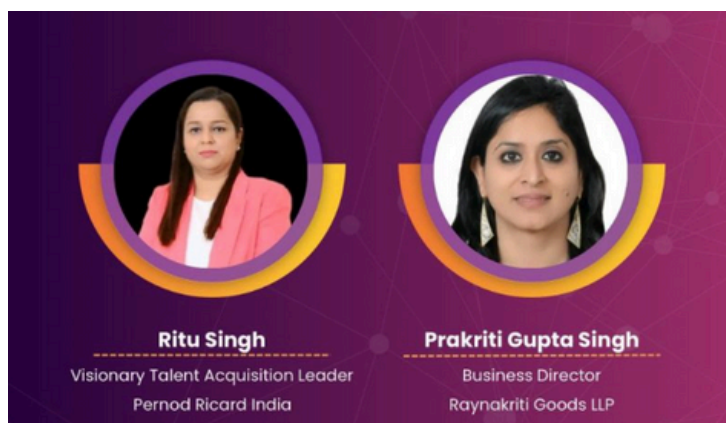 Ritu Singh
Visionary Talent Acquisition Leader
Pernod Ricard India
Prakriti Gupta Singh
Business Director
Raynakriti Goods LLP